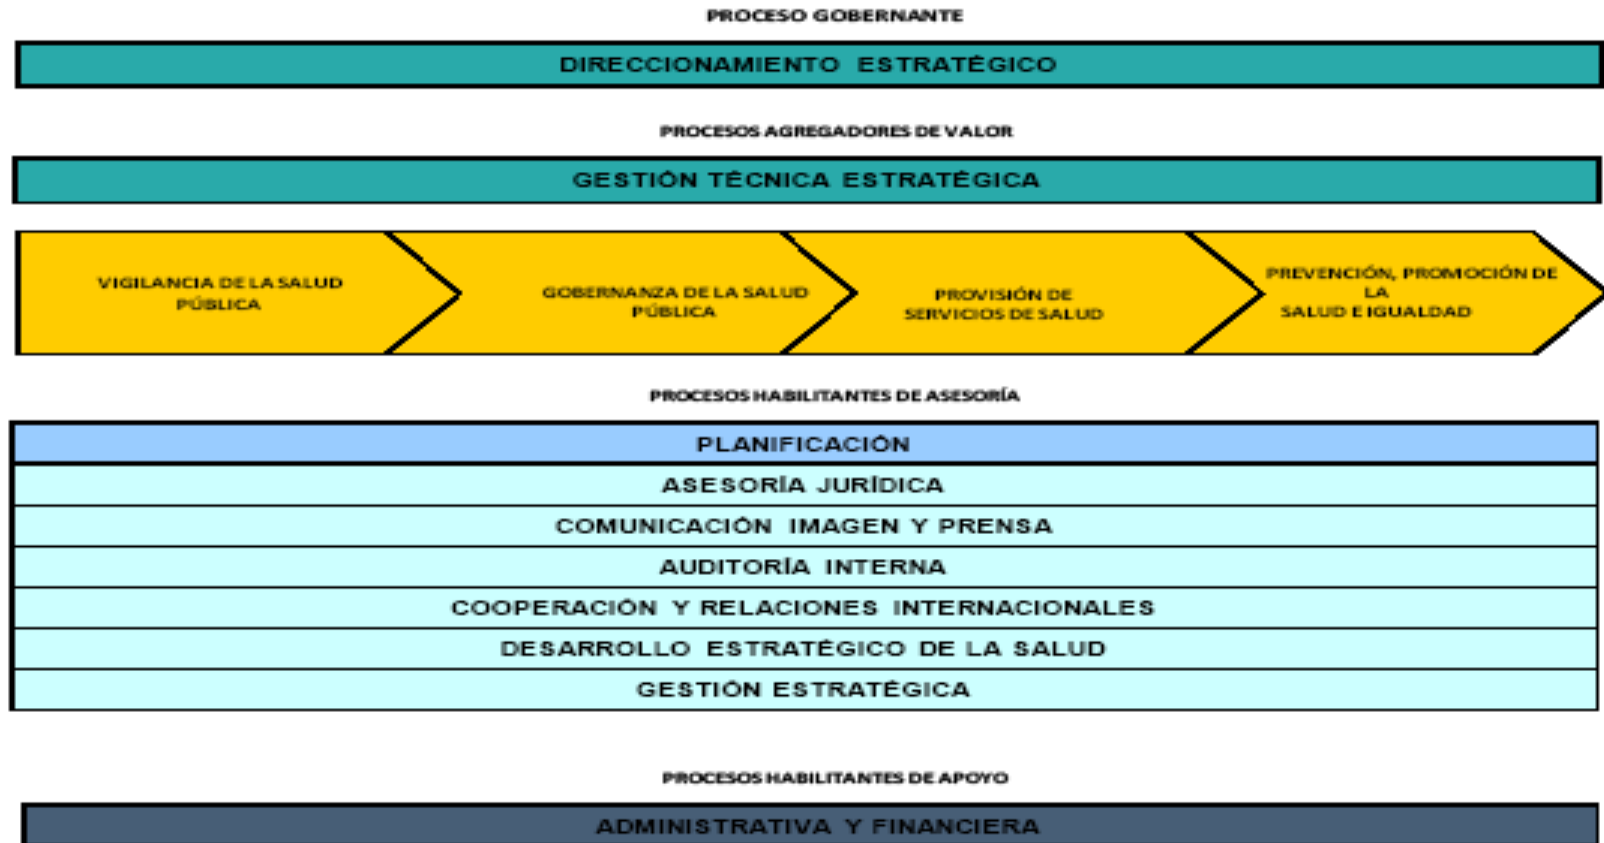 PROCESO GOBERNANTE
DIRECCIONAMIENTO ESTRATÉGICO
PROCESOS AGREGADORES DE VALOR
GESTIÓN TÉCNICA ESTRATÉGICA
VIGILANCIA DE LA SALUD
PÚBLICA
GOBERNANZA DE LA SALUD
PÚBLICA
PROVISIÓN DE
SERVICIOS DE SALUD
PREVENCIÓN, PROMOCIÓN DE
LA
SALUD E IGUALDAD
PROCESOS HABILITANTES DE ASESORÍA
PLANIFICACIÓN
ASESORÍA JURÍDICA
COMUNICACIÓN IMAGEN Y PRENSA
AUDITORÍA INTERNA
COOPERACIÓN Y RELACIONES INTERNACIONALES
DESARROLLO ESTRATÉGICO DE LA SALUD
GESTIÓN ESTRATÉGICA
PROCESOS HABILITANTES DE APOYO
ADMINISTRATIVA Y FINANCIERA